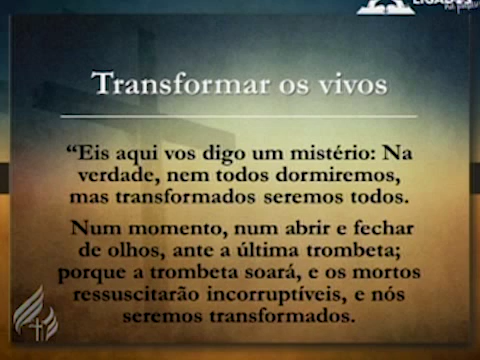 LIGADOS
Transformar os vivos
“Eis aqui vos digo um mistério: Na
verdade, nem todos dormiremos,
mas transformados seremos todos.
Num momento, num abrir e fechar
de olhos, ante a última trombeta;
porque a trombeta soará, e os mortos
ressuscitarão incorruptíveis, e nós
seremos transformados.